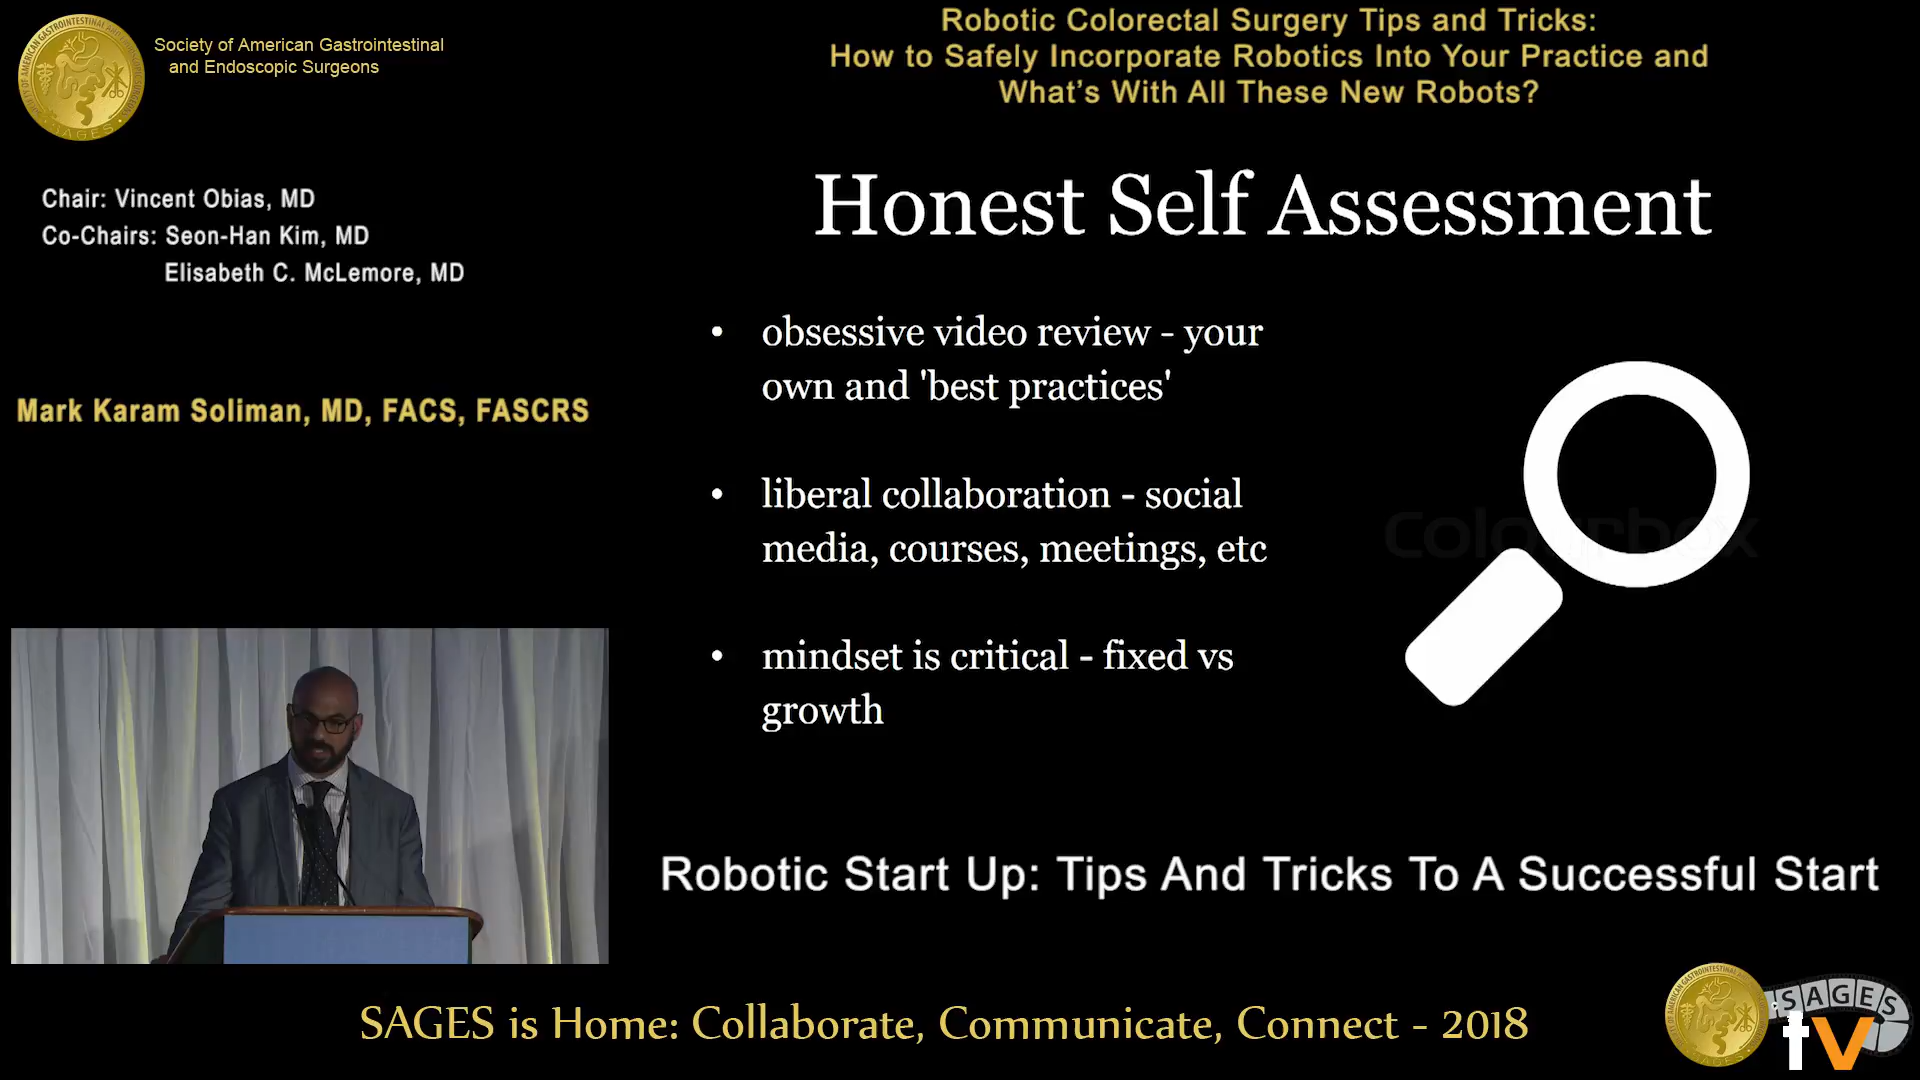 Society of American Gastrointestinal
and Endoscopic Surgeons
Robotic Colorectal Surgery Tips and Tricks:
How to Safely Incorporate Robotics Into Your Practice and
What's With All These New Robots?
Chair: Vincent Obias, MD
Co-Chairs: Seon-Han Kim, MD
Elisabeth C. McLemore, MD
Mark Karam Soliman, MD, FACS, FASCRS
Honest Self Assessment
• obsessive video review - your
own and 'best practices'
• liberal collaboration - social
media, courses, meetings, etc
• mindset is critical - fixed vs
growth
Colourbox
Robotic Start Up: Tips And Tricks To A Successful Start
SAGES is Home: Collaborate, Communicate, Connect - 2018
SAGES
tv